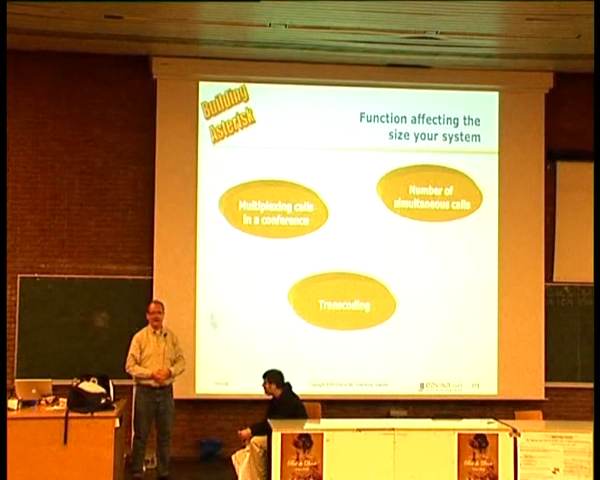 Building
Asterisk
Function affecting the
size your system
Multiplexing calls
in a conference
Number of
simultaneous calls
Transcoding